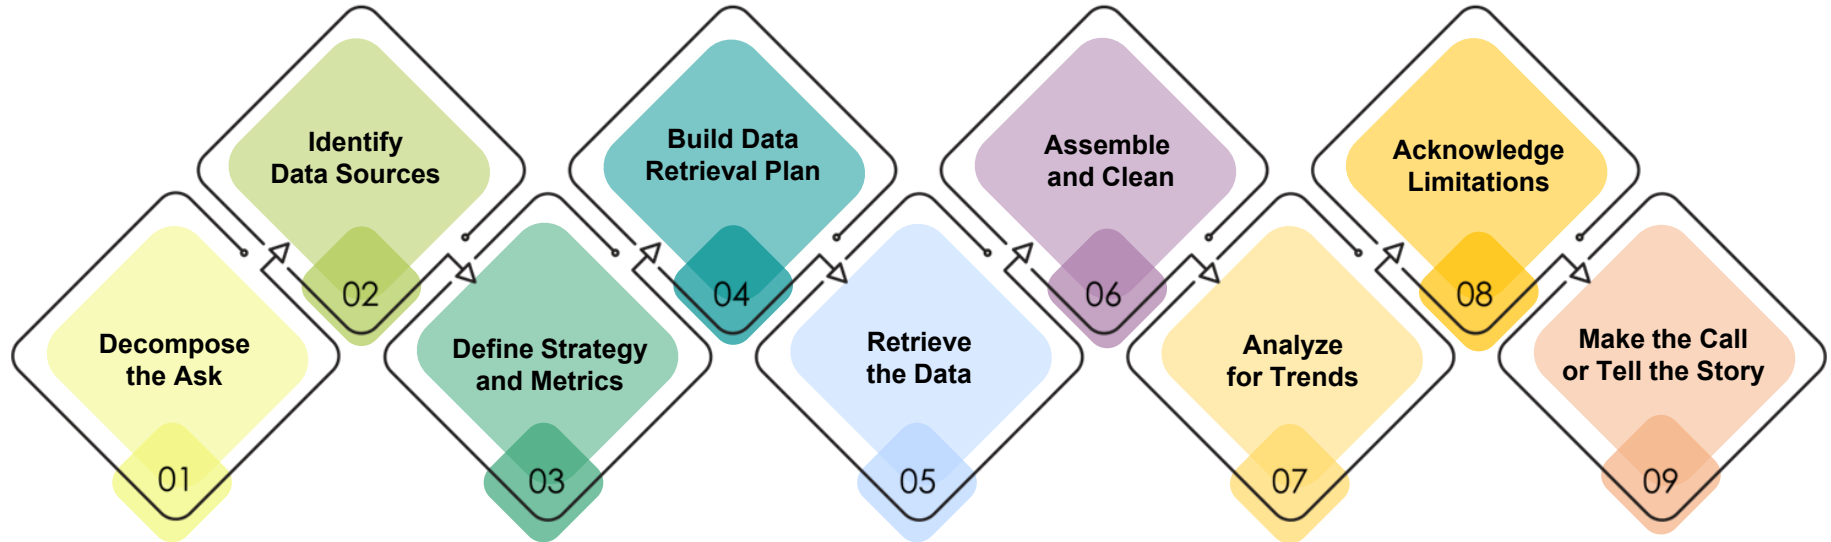 Decompose
the Ask
01
Identify
Data Sources
02
Define Strategy
and Metrics
03
Build Data
Retrieval Plan
04
Retrieve
the Data
05
Assemble
and Clean
06
Analyze
for Trends
07
Acknowledge
Limitations
08
Make the Call
or Tell the Story
09